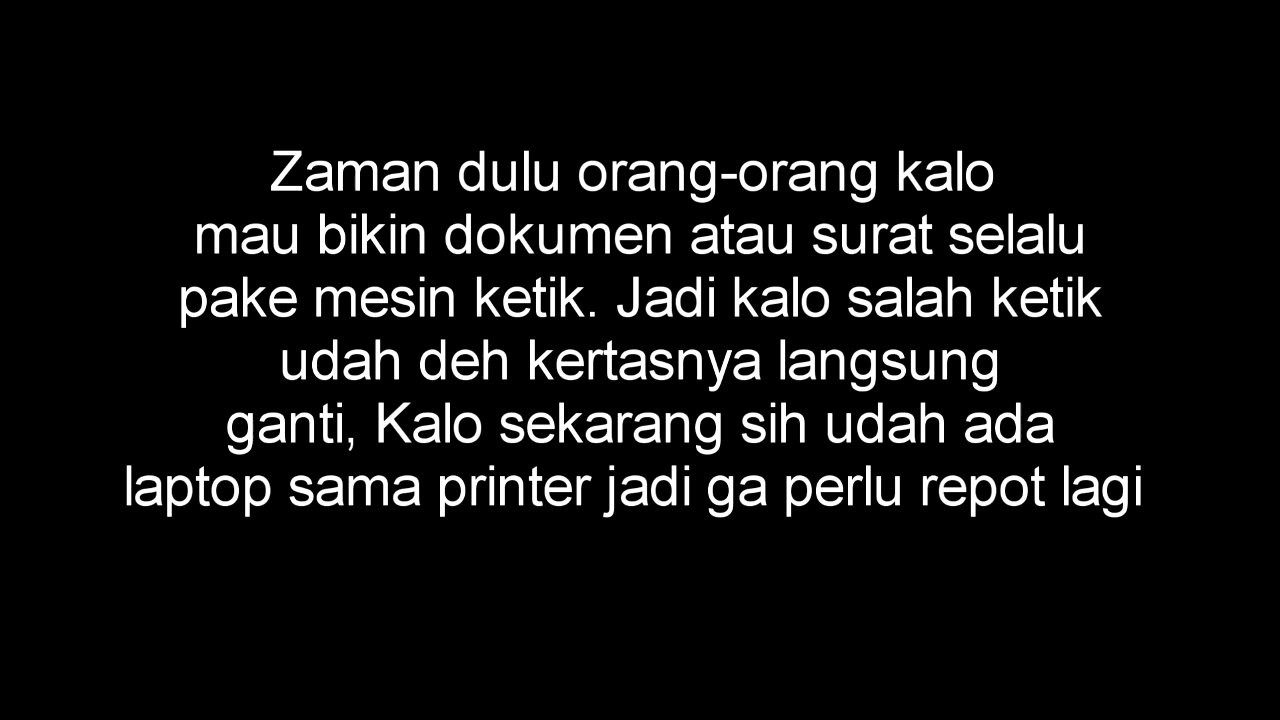 Zaman dulu orang-orang kalo
mau bikin dokumen atau surat selalu
pake mesin ketik. Jadi kalo salah ketik
udah deh kertasnya langsung
ganti, Kalo sekarang sih udah ada
laptop sama printer jadi ga perlu repot lagi